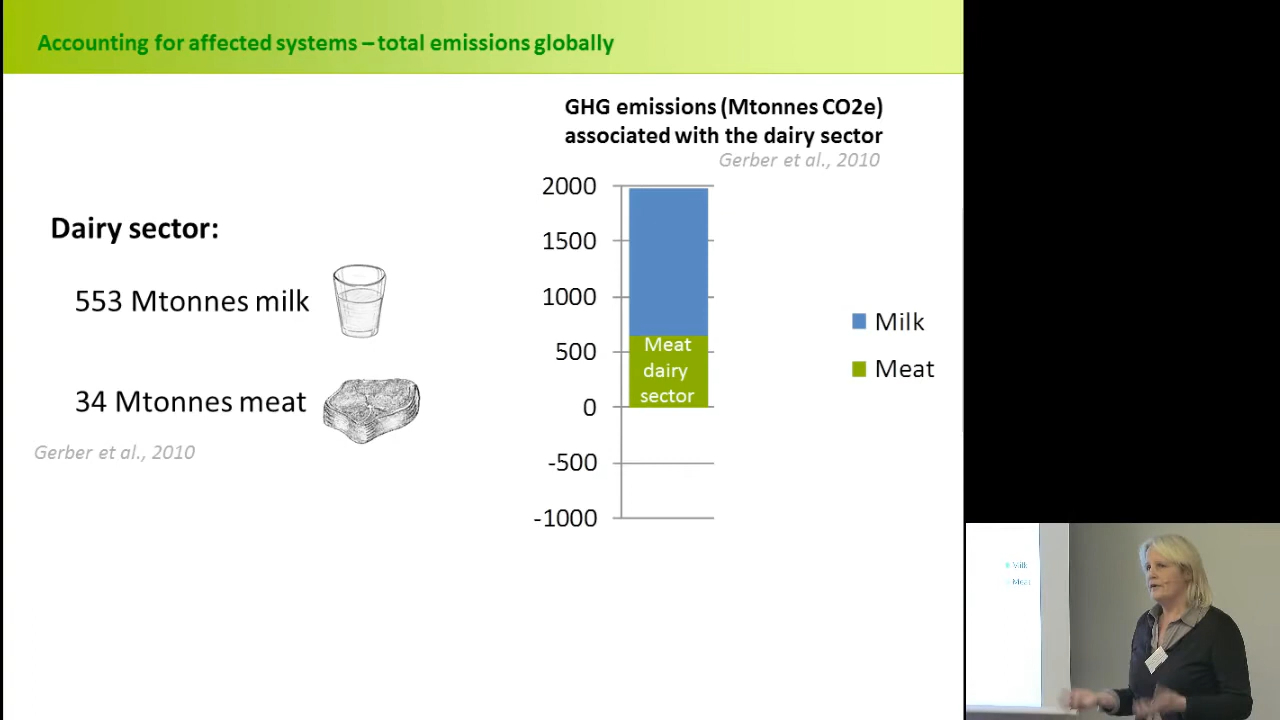 Accounting for affected systems – total emissions globally
GHG emissions (Mtonnes CO2e)
associated with the dairy sector
Gerber et al., 2010
Dairy sector:
553 Mtonnes milk
34 Mtonnes meat
Gerber et al., 2010
2000
1500
1000
500
0
-500
-1000
Meat
dairy
sector
Milk
Meat
Milk
Meat